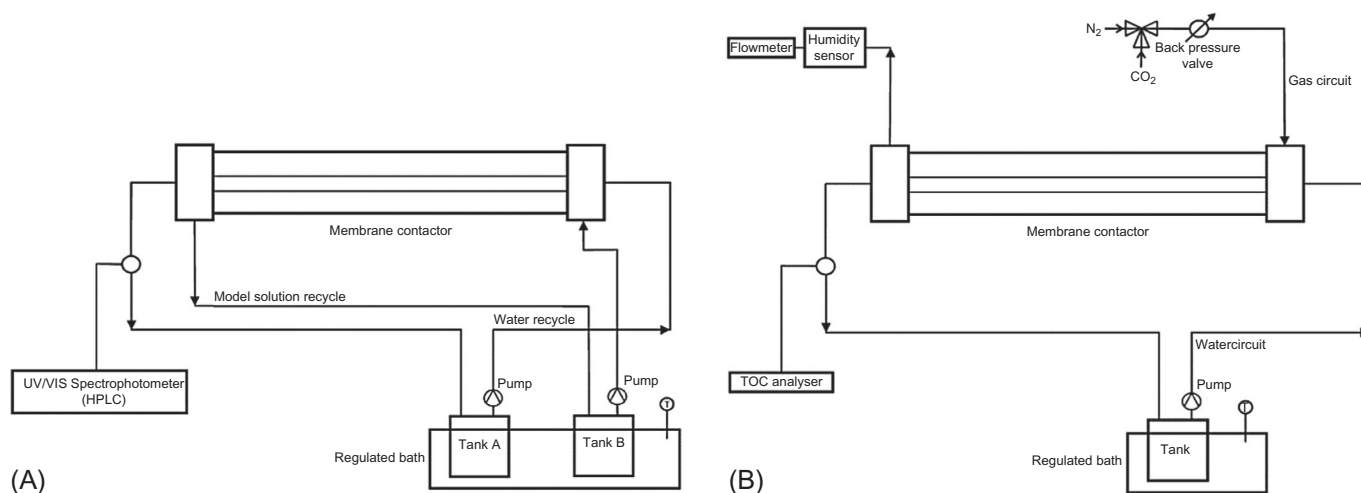 Membrane contactor
Model solution recycle
Water recycle
UV/VIS Spectrophotometer
(HPLC)
Pump
Pump
T
Tank A
Tank B
Regulated bath
(A)
N₂
Flowmeter
Humidity
sensor
Back pressure
valve
CO₂
Gas circuit
Membrane contactor
Watercircuit
TOC analyser
Pump
T
Tank
Regulated bath
(B)